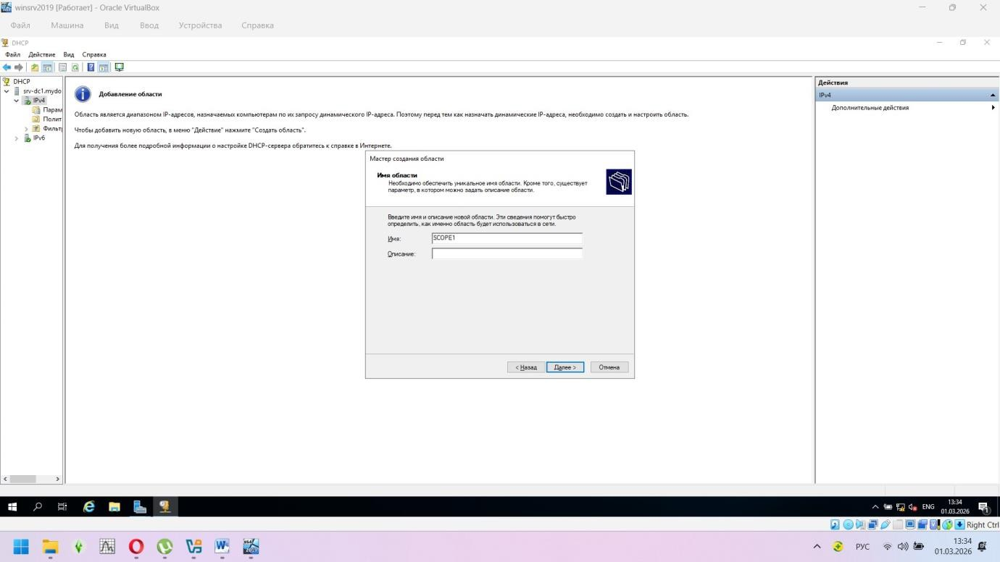 winsrv2019 [Работает] - Oracle VirtualBox
Файл Машина Вид Ввод Устройства Справка
DHCP
Файл Действие Вид Справка
DHCP
srv-dc1.mydo
IPv4
Парам
Полит
Фильт
IPv6
Добавление области
Область является диапазоном IP-адресов, назначаемых компьютерам по их запросу динамического IP-адреса. Поэтому перед тем как назначать динамические IP-адреса, необходимо создать и настроить область.
Чтобы добавить новую область, в меню "Действие" нажмите "Создать область".
Для получения более подробной информации о настройке DHCP-сервера обратитесь к справке в Интернете.
Мастер создания области
Имя области
Необходимо обеспечить уникальное имя области. Кроме того, существует
параметр, в котором можно задать описание области.
Введите имя и описание новой области. Эти сведения помогут быстро
определить, как именно область будет использоваться в сети.
Имя: SCOPE1
Описание:
< Назад Далее > Отмена
Действия
IPv4
Дополнительные действия
ENG
13:34
01.03.2026
1
Right Ctrl
X64
2019
РУС
13:34
01.03.2026